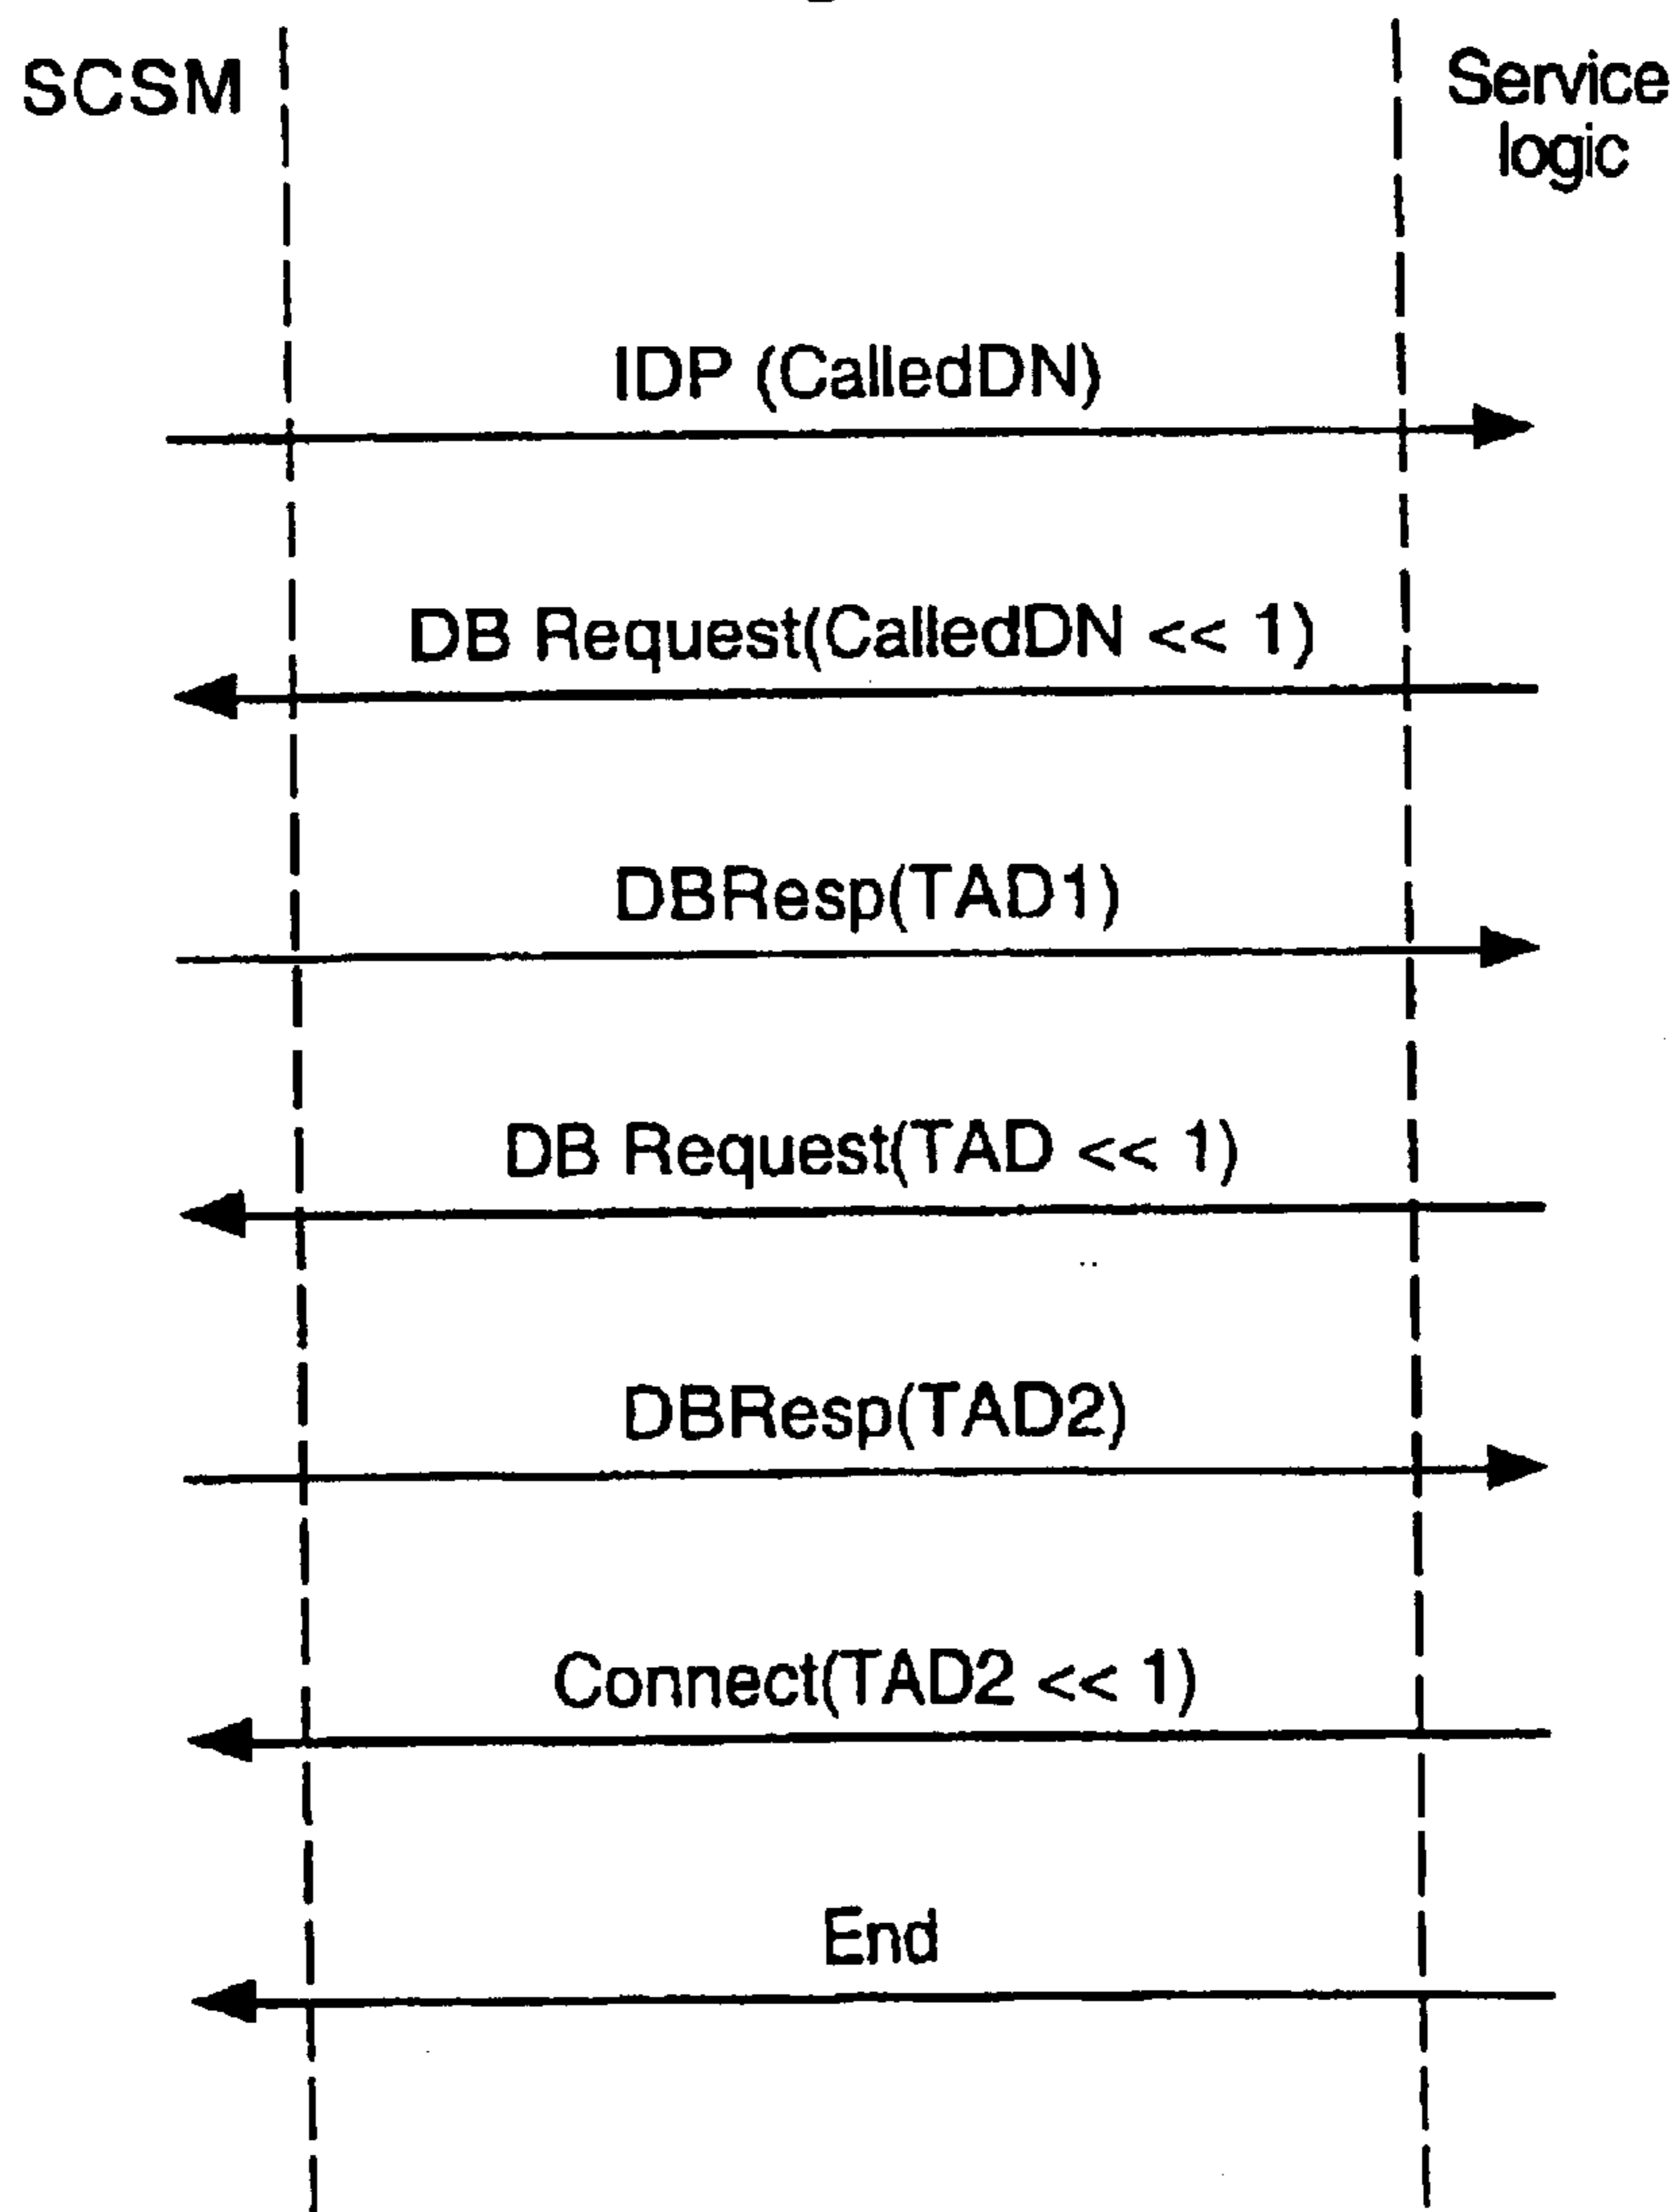 SCSM
Service
logic
IDP (CalledDN)
DB Request(CalledDN << 1)
DBResp(TAD1)
DB Request(TAD << 1)
DBResp(TAD2)
Connect(TAD2 << 1)
End